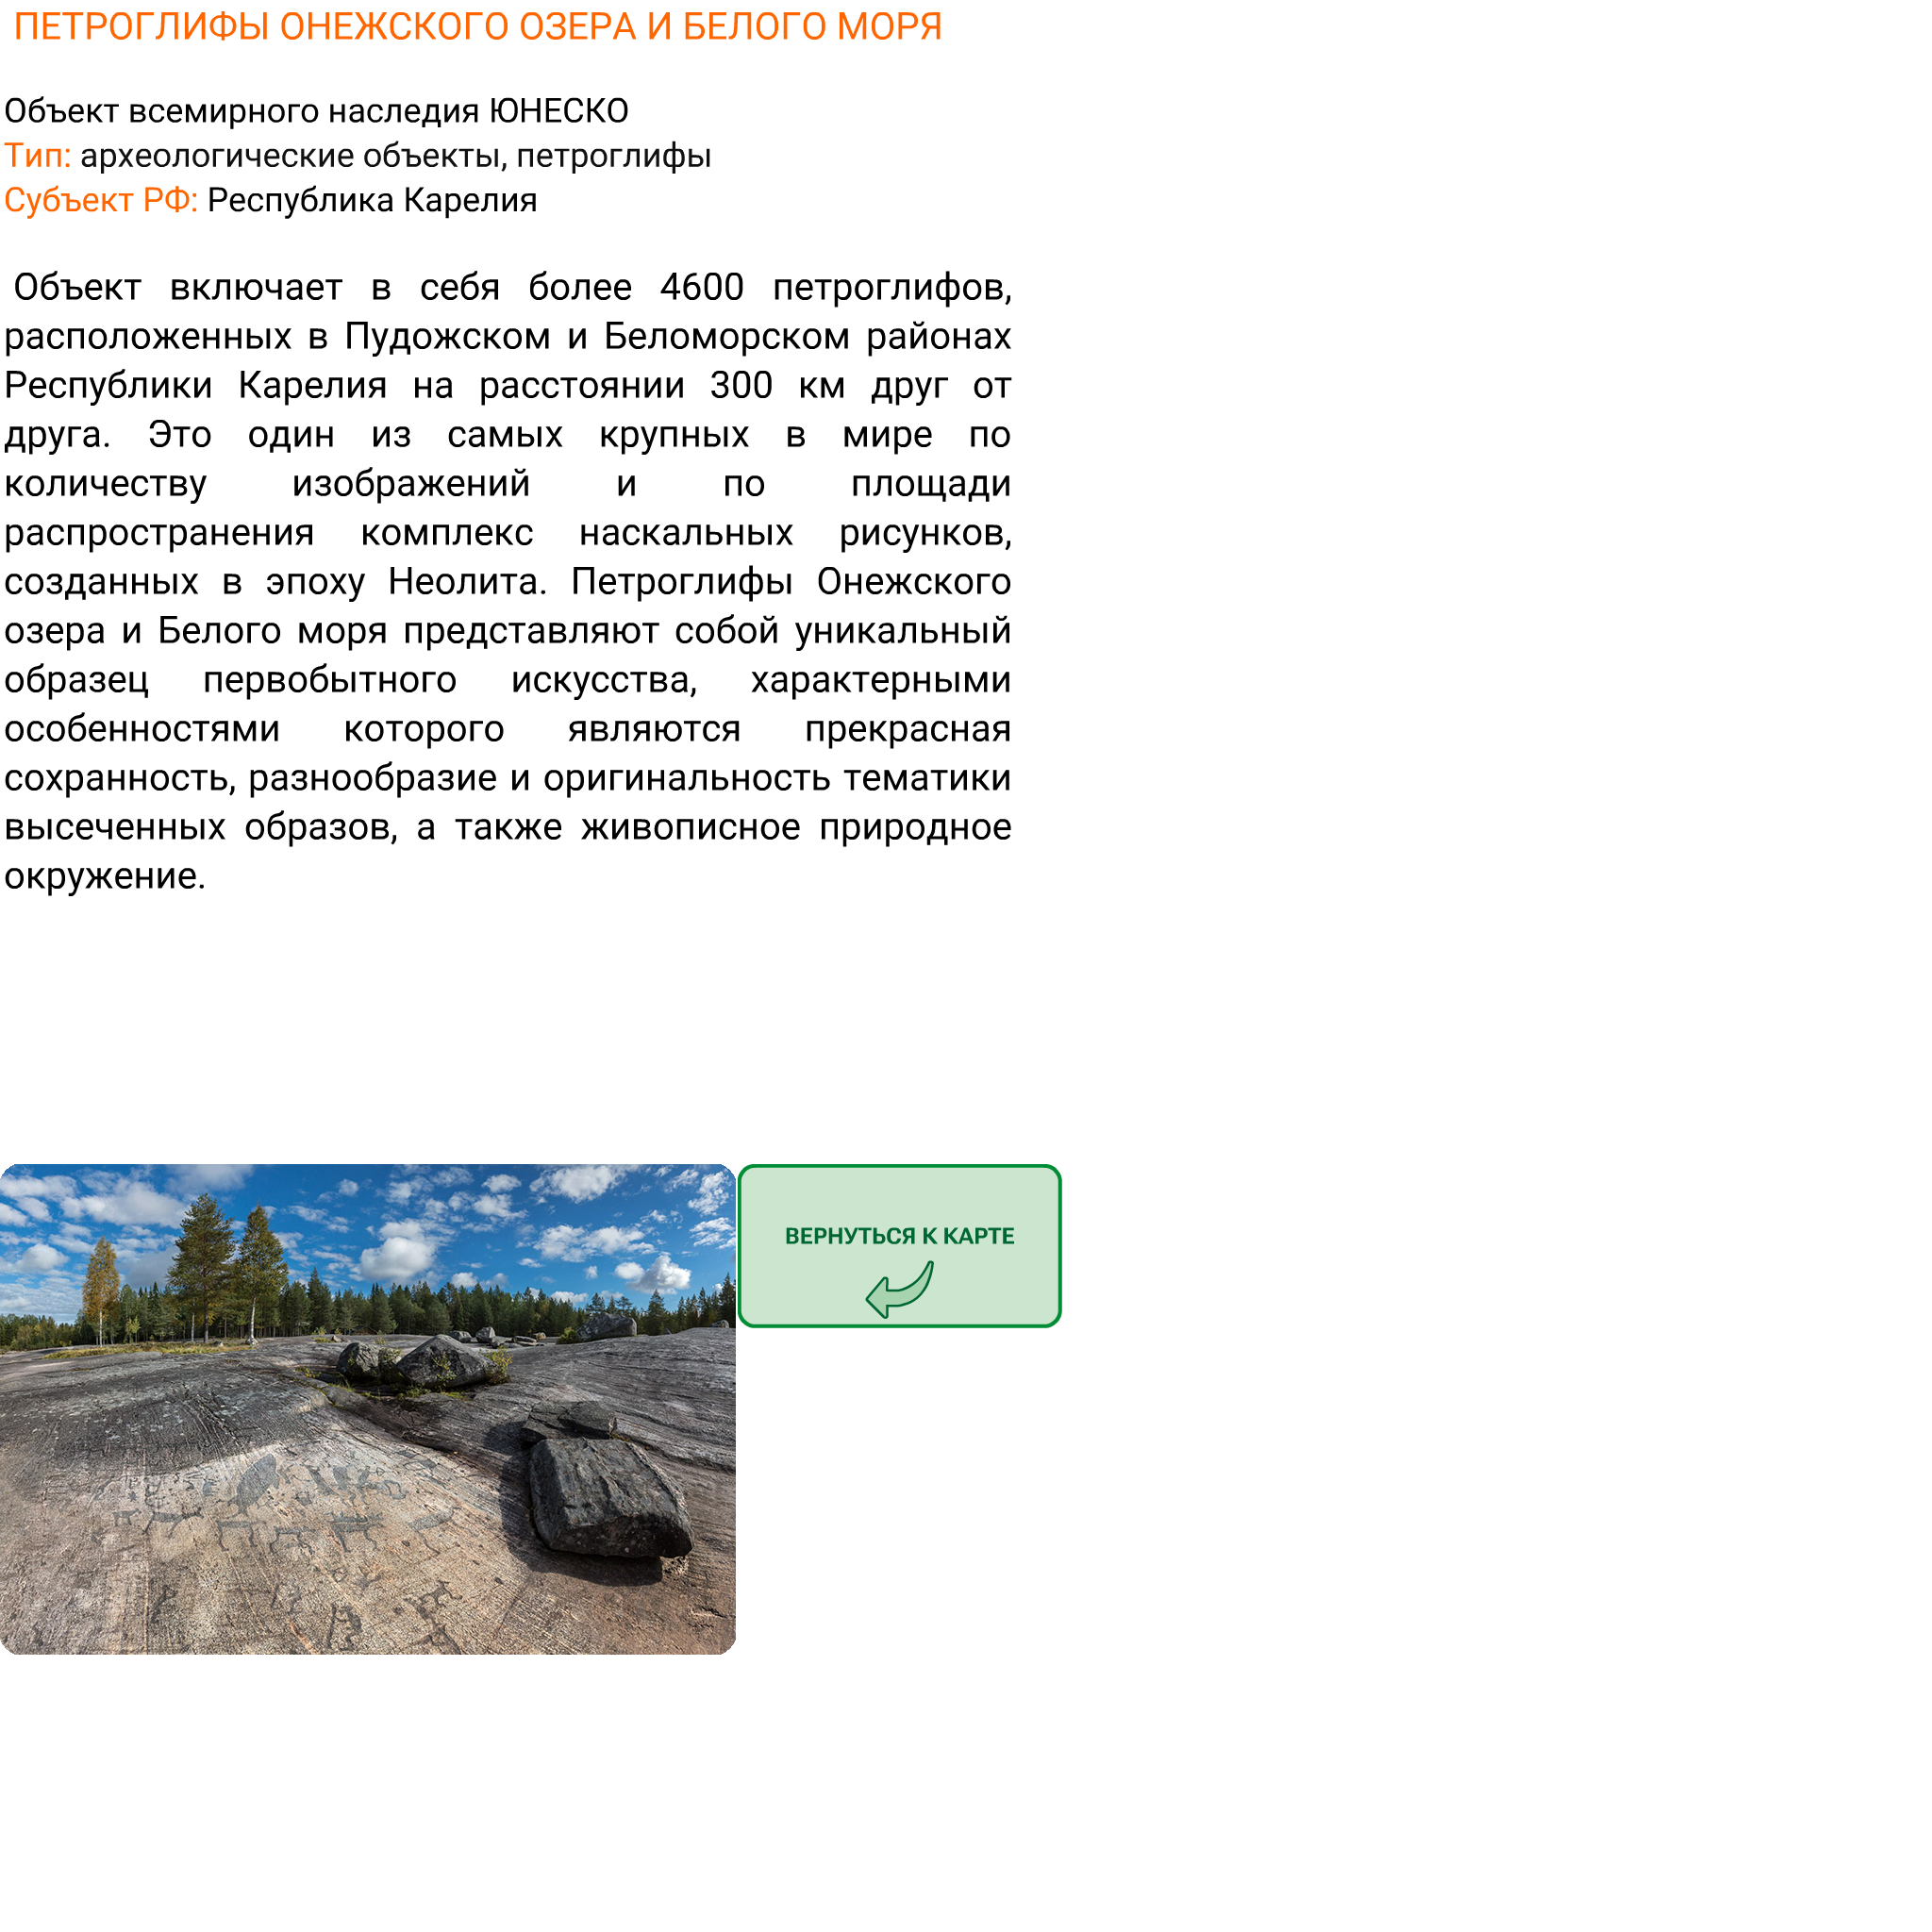 ПЕТРОГЛИФЫ ОНЕЖСКОГО ОЗЕРА И БЕЛОГО МОРЯ
Объект всемирного наследия ЮНЕСКО
Тип: археологические объекты, петроглифы
Субъект РФ: Республика Карелия
Объект включает в себя более 4600 петроглифов,
расположенных в Пудожском и Беломорском районах
Республики Карелия на расстоянии 300 км друг от
друга. Это один из самых крупных в мире по
количеству изображений и по площади
распространения комплекс наскальных рисунков,
созданных в эпоху Неолита. Петроглифы Онежского
озера и Белого моря представляют собой уникальный
образец первобытного искусства, характерными
особенностями которого являются прекрасная
сохранность, разнообразие и оригинальность тематики
высеченных образов, а также живописное природное
окружение.
ВЕРНУТЬСЯ К КАРТЕ